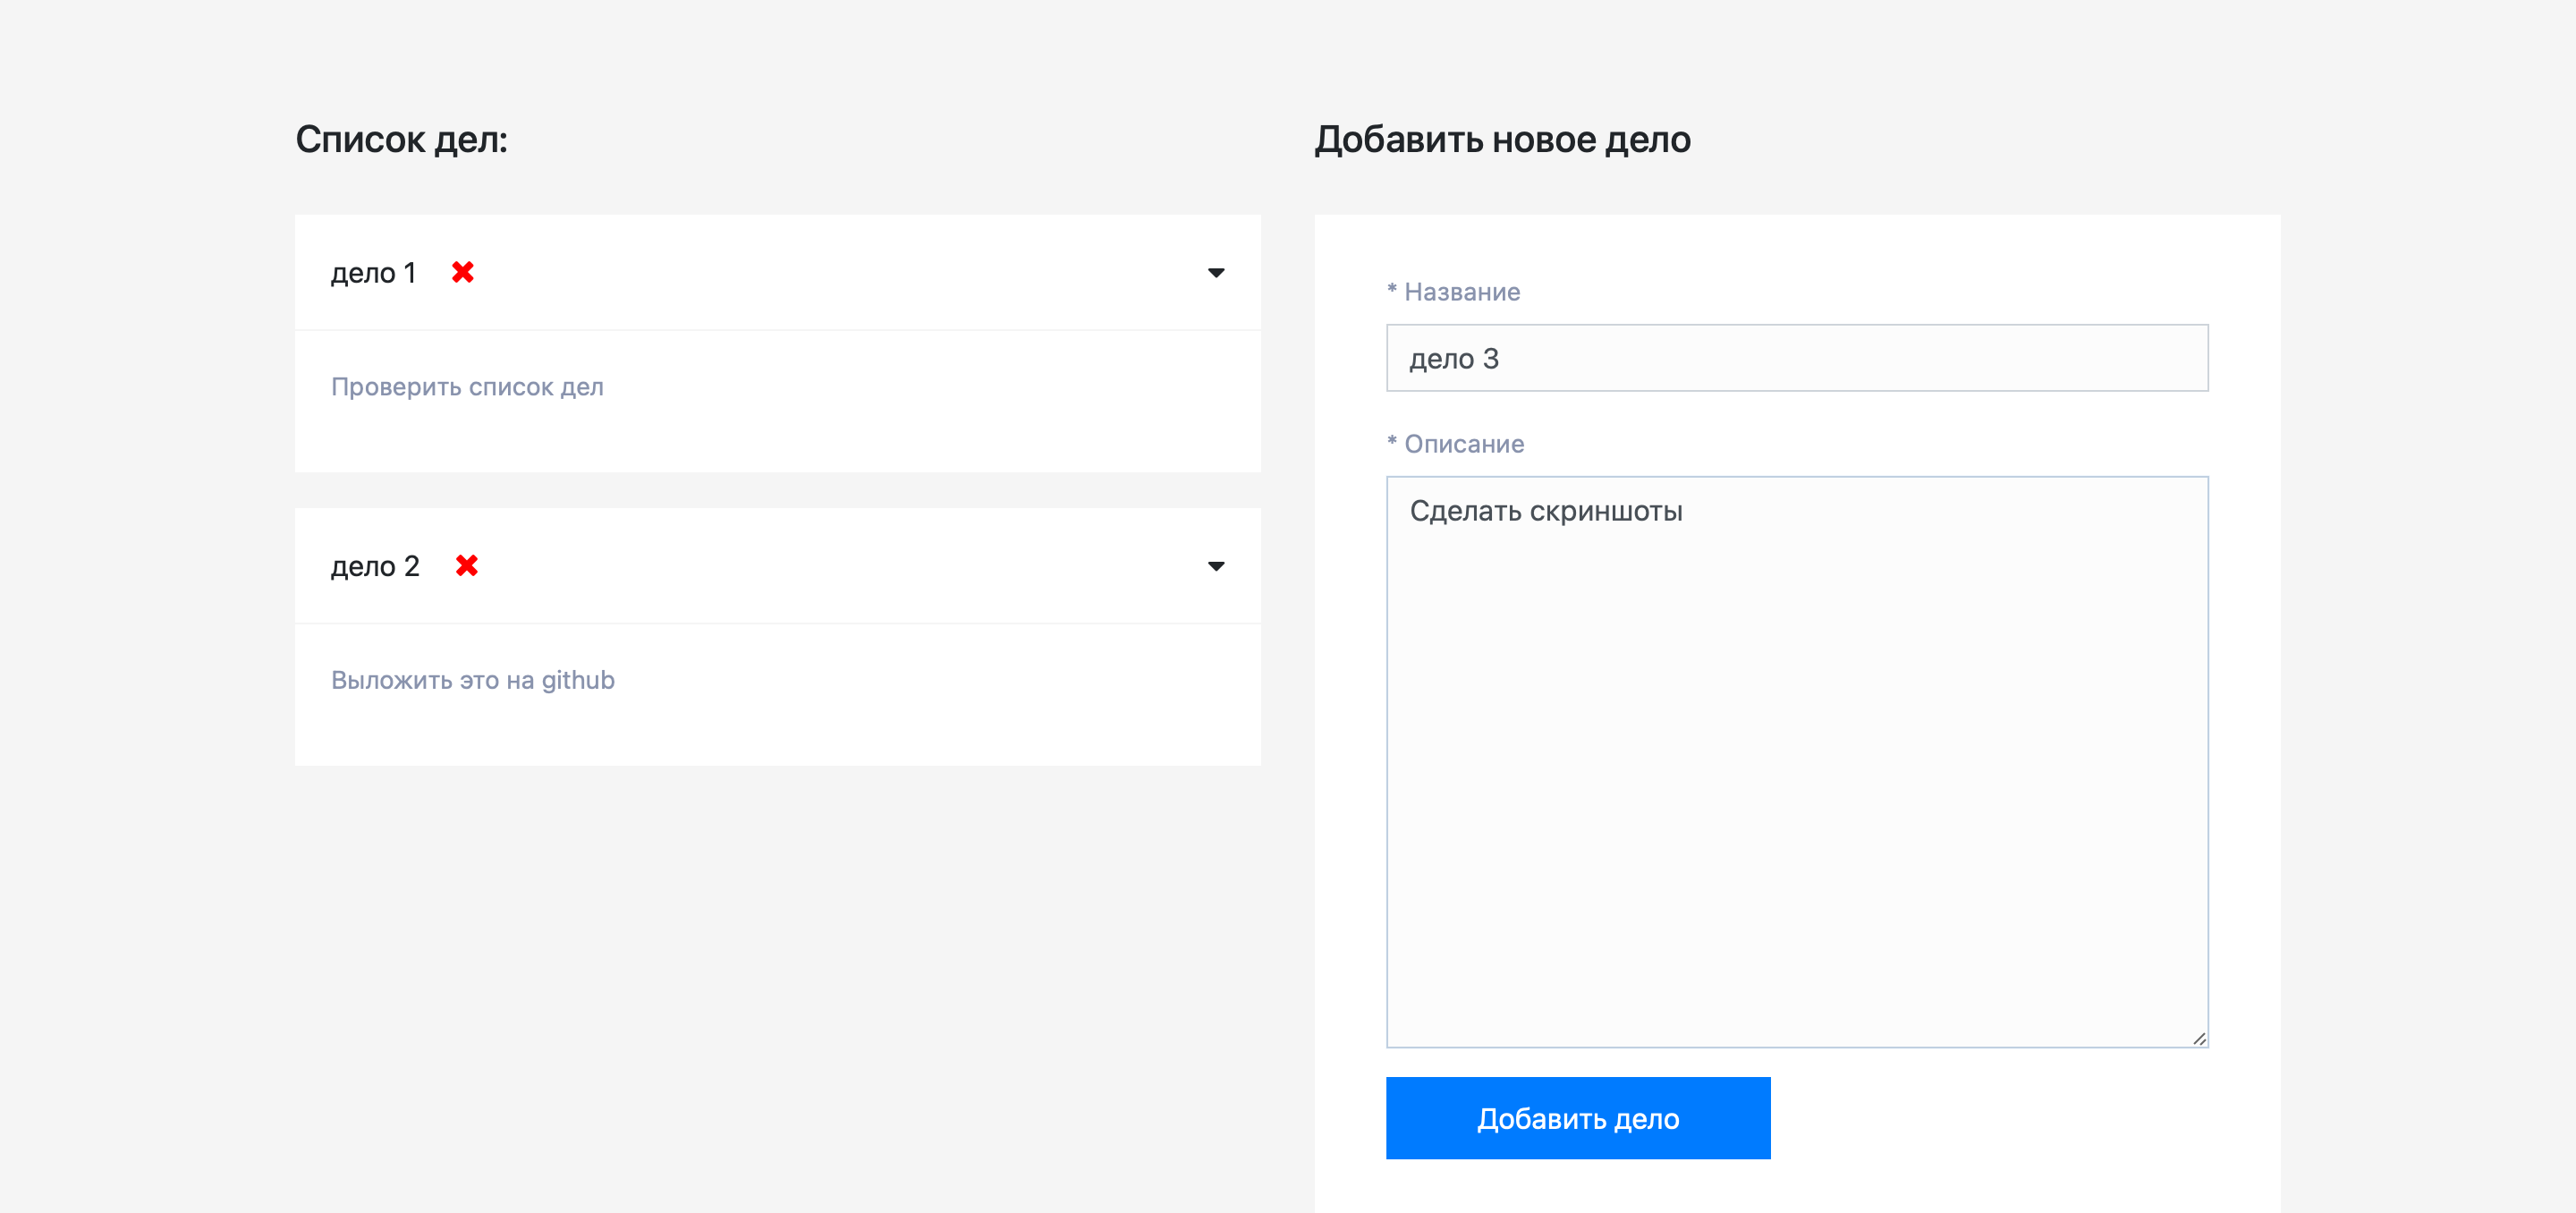 Список дел:
дело 1
Проверить список дел
дело 2
Выложить это на github
Добавить новое дело
* Название
дело 3
* Описание
Сделать скриншоты
Добавить дело